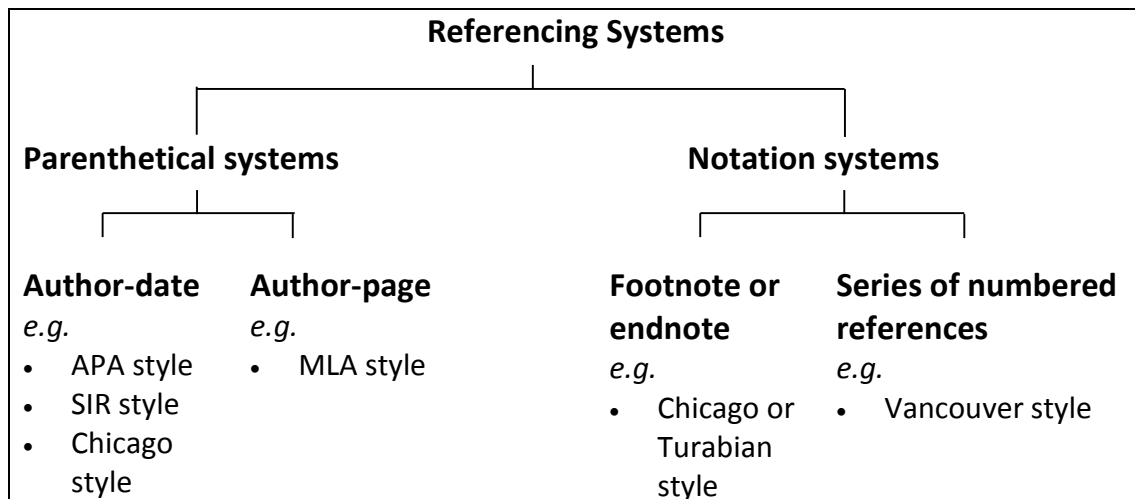 Referencing Systems
Parenthetical systems
Notation systems
Author-date
e.g.
• APA style
• SIR style
• Chicago
style
Author-page
e.g.
• MLA style
Footnote or
endnote
e.g.
• Chicago or
Turabian
style
Series of numbered
references
e.g.
• Vancouver style